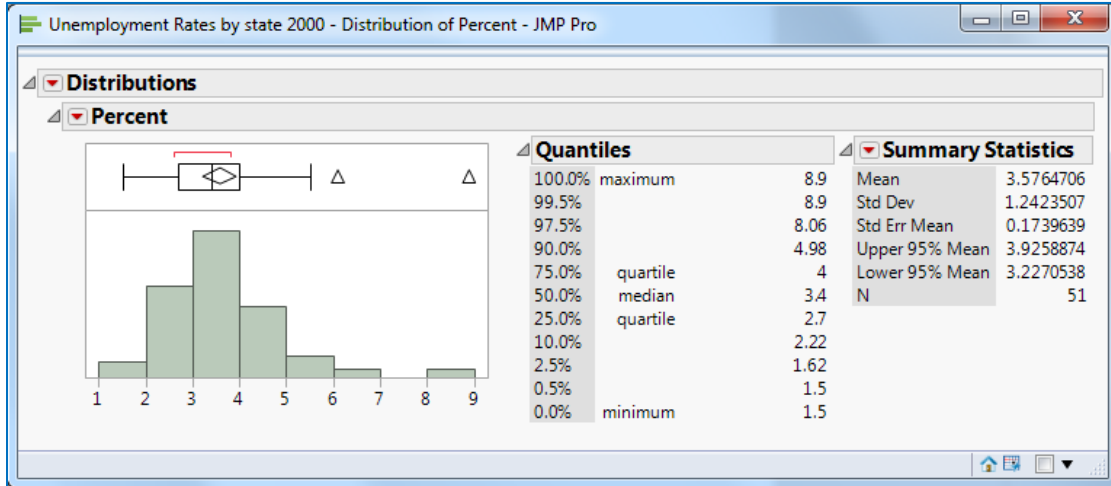 Unemployment Rates by state 2000 - Distribution of Percent - JMP Pro
Distributions
Percent
1 2 3 4 5 6 7 8 9
Quantiles
100.0% maximum 8.9
99.5% 8.9
97.5% 8.06
90.0% 4.98
75.0% quartile 4
50.0% median 3.4
25.0% quartile 2.7
10.0% 2.22
2.5% 1.62
0.5% 1.5
0.0% minimum 1.5
Summary Statistics
Mean 3.5764706
Std Dev 1.2423507
Std Err Mean 0.1739639
Upper 95% Mean 3.9258874
Lower 95% Mean 3.2270538
N 51